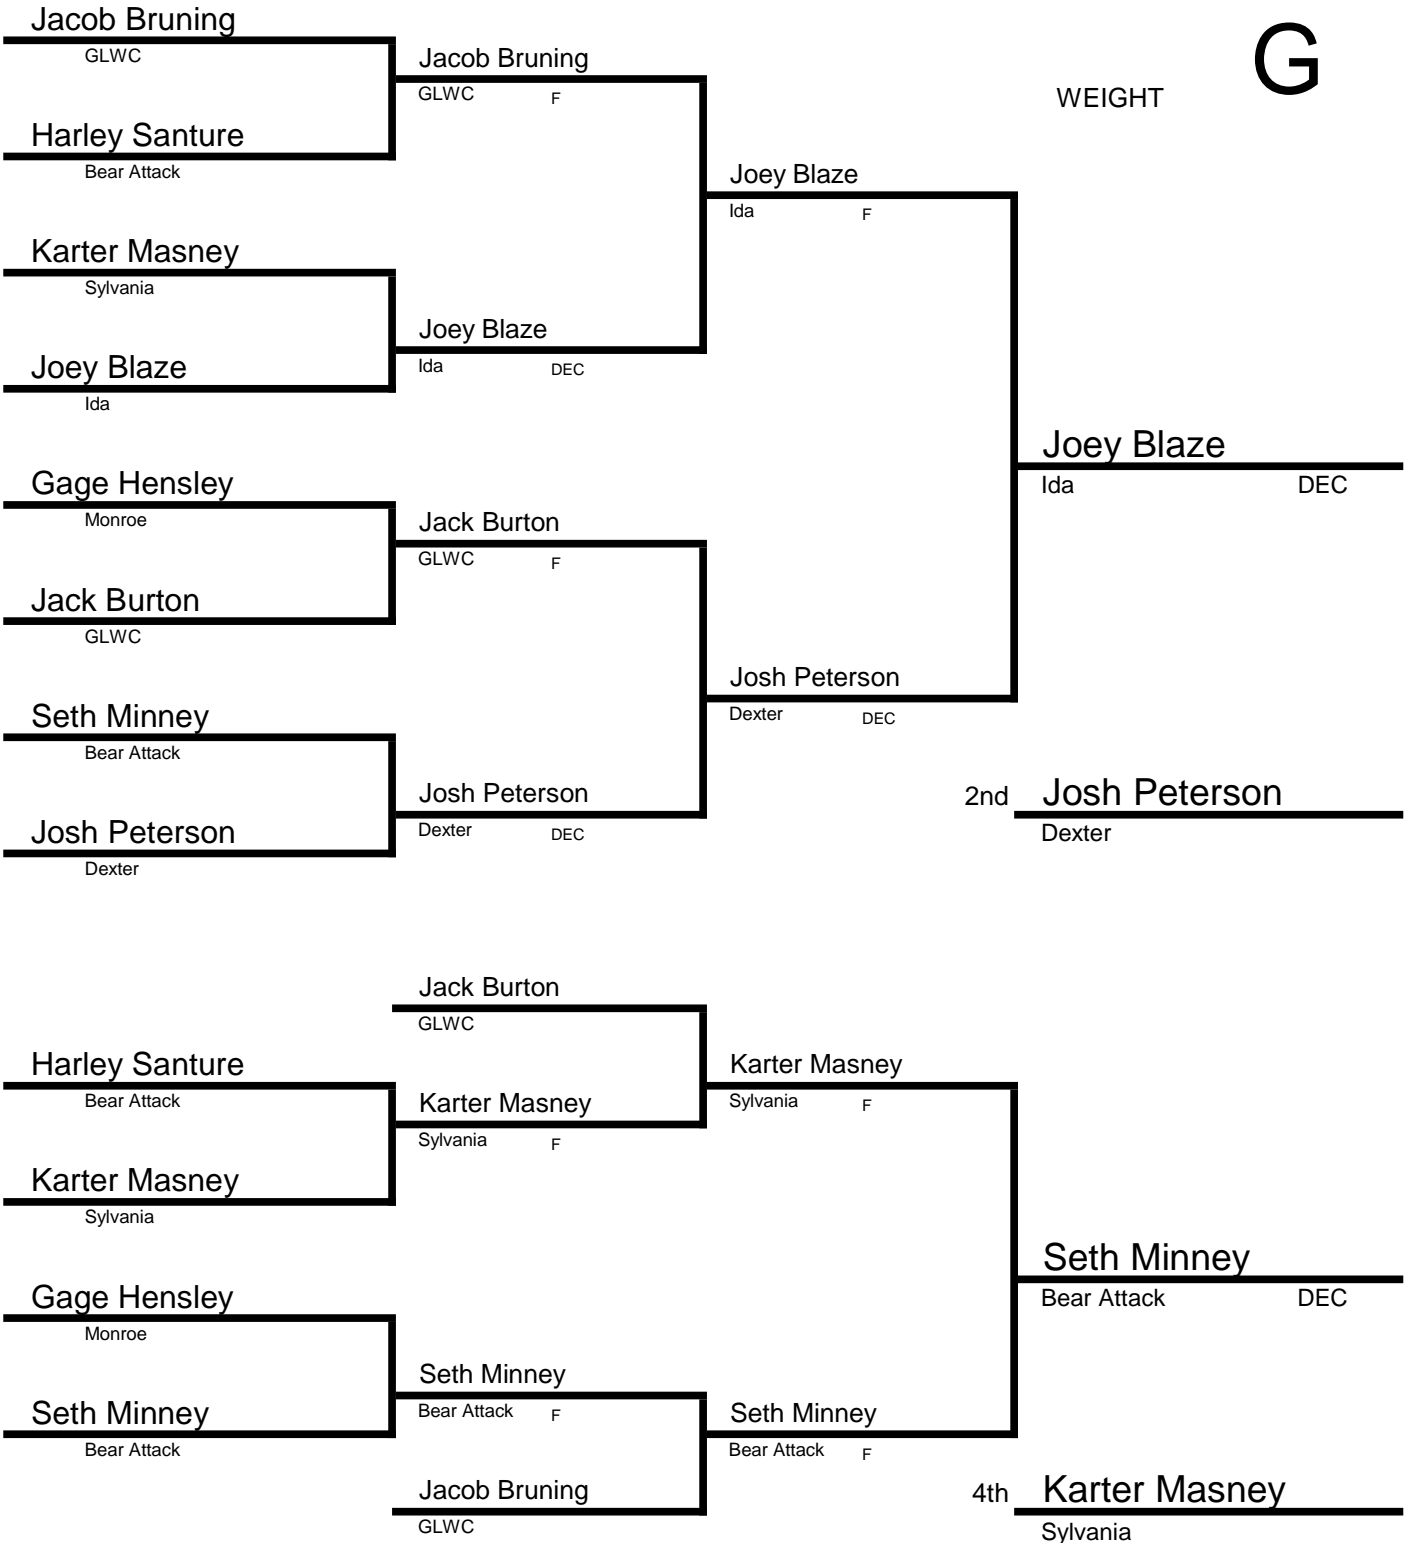 Jacob Bruning
GLWC
Jacob Bruning
GLWC F
G
WEIGHT
Harley Santure
Bear Attack
Joey Blaze
Ida F
Karter Masney
Sylvania
Joey Blaze
Ida DEC
Joey Blaze
Ida
Joey Blaze
Ida DEC
Gage Hensley
Monroe
Jack Burton
GLWC F
Jack Burton
GLWC
Josh Peterson
Dexter DEC
Seth Minney
Bear Attack
Josh Peterson
Dexter DEC
2nd Josh Peterson
Dexter
Josh Peterson
Dexter
Jack Burton
GLWC
Harley Santure
Bear Attack
Karter Masney
Sylvania F
Karter Masney
Sylvania F
Karter Masney
Sylvania
Seth Minney
Bear Attack DEC
Gage Hensley
Monroe
Seth Minney
Bear Attack F
Seth Minney
Bear Attack
Seth Minney
Bear Attack F
Jacob Bruning
GLWC
4th Karter Masney
Sylvania